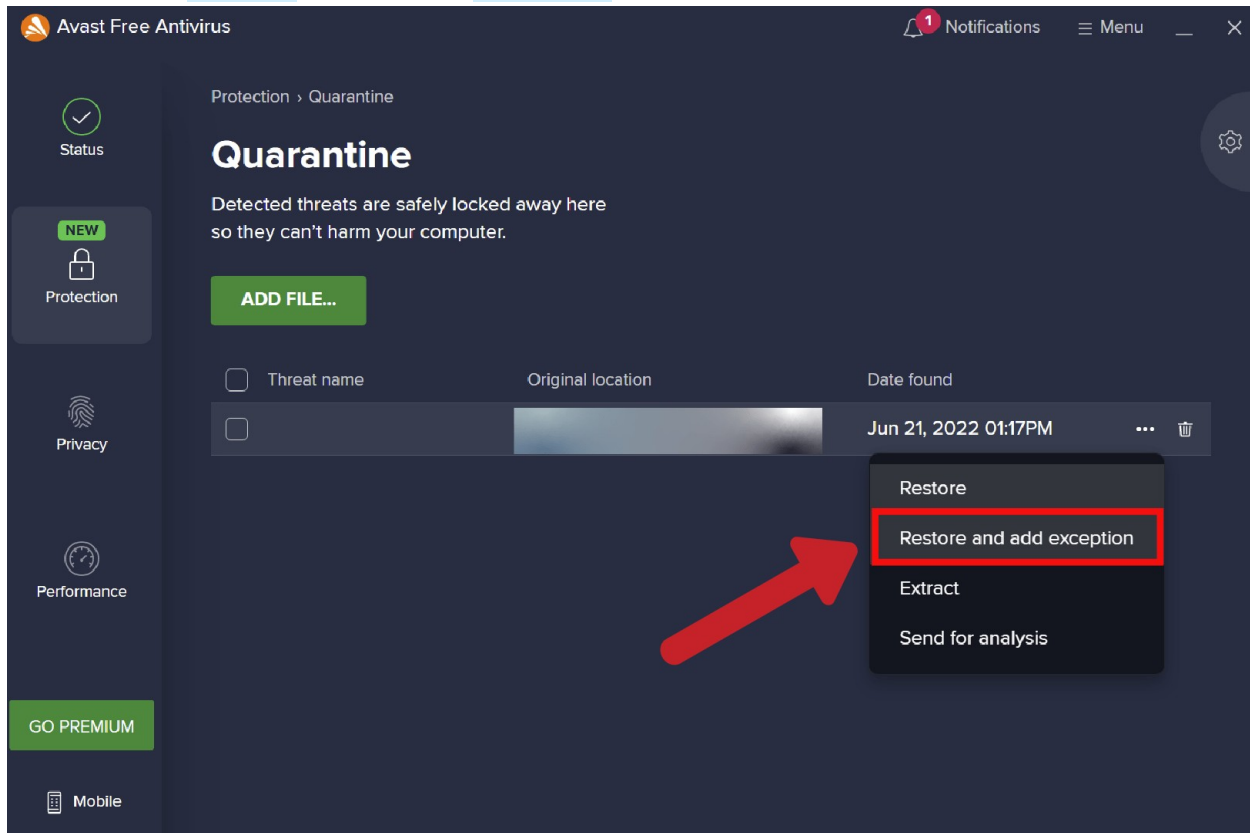 Avast Free Antivirus
1
Notifications
Menu
Status
NEW
Protection
Privacy
Performance
GO PREMIUM
Mobile
Protection › Quarantine
Quarantine
Detected threats are safely locked away here
so they can't harm your computer.
ADD FILE...
Threat name Original location Date found
Jun 21, 2022 01:17PM
Restore
Restore and add exception
Extract
Send for analysis